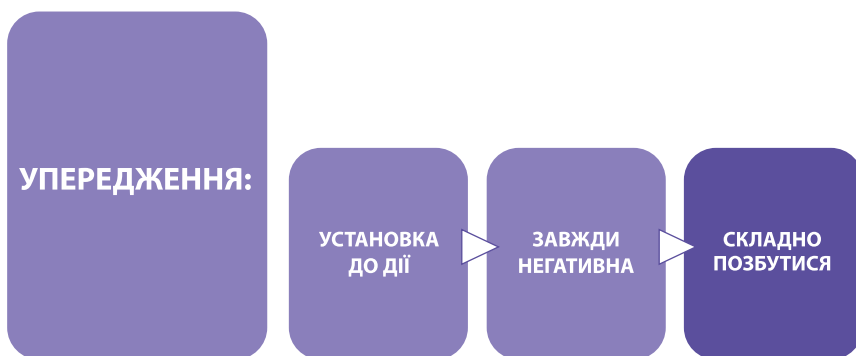 УПЕРЕДЖЕННЯ:
УСТАНОВКА
ДО ДІЇ
ЗАВЖДИ
НЕГАТИВНА
СКЛАДНО
ПОЗБУТИСЯ